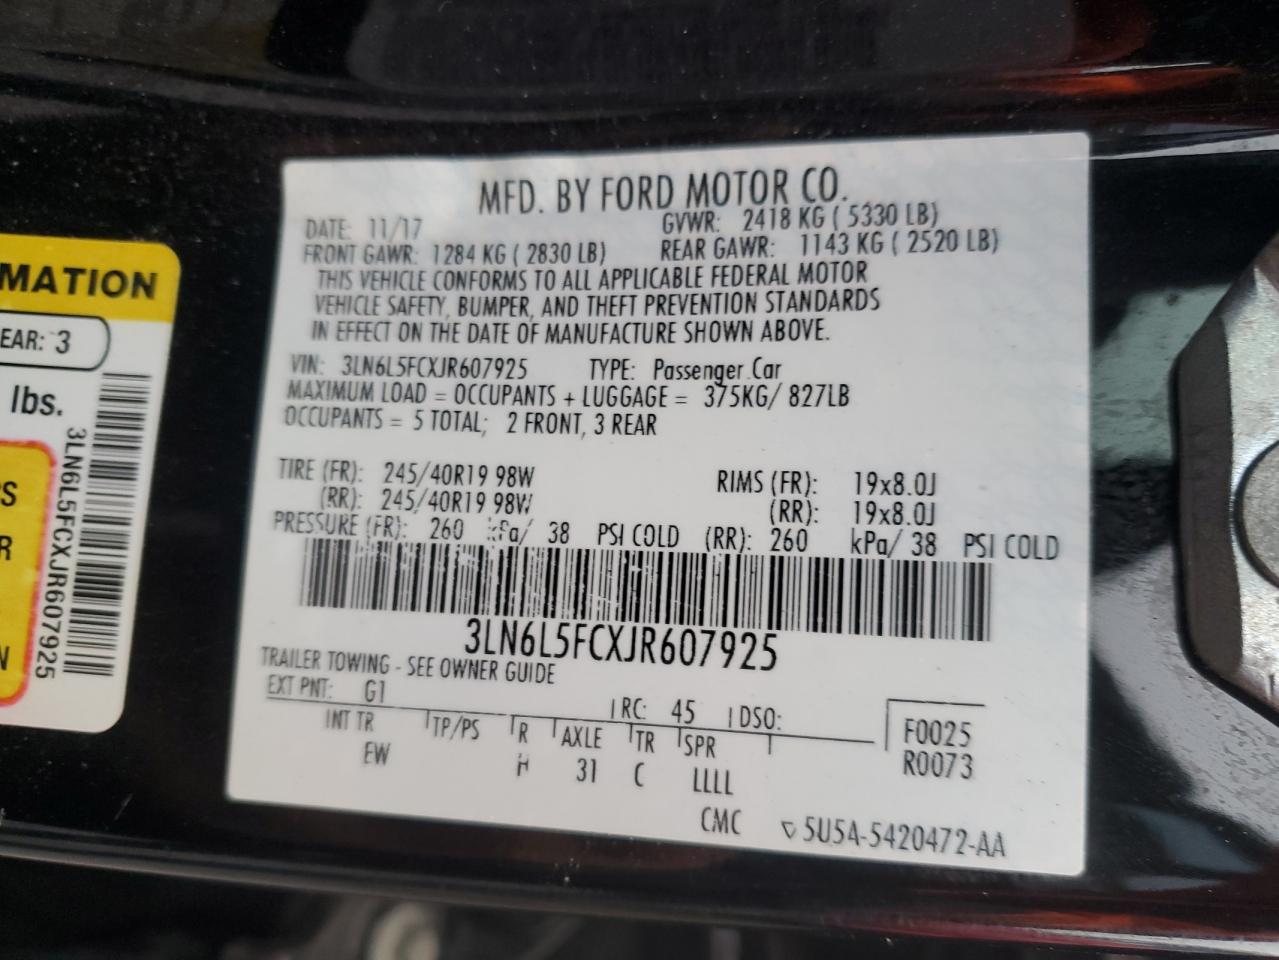 MFD. BY FORD MOTOR CO.
DATE: 11/17 GVWR: 2418 KG ( 5330 LB)
FRONT GAWR: 1284 KG ( 2830 LB) REAR GAWR: 1143 KG ( 2520 LB)
THIS VEHICLE CONFORMS TO ALL APPLICABLE FEDERAL MOTOR
VEHICLE SAFETY, BUMPER, AND THEFT PREVENTION STANDARDS
IN EFFECT ON THE DATE OF MANUFACTURE SHOWN ABOVE.
VIN: 3LN6L5FCXJR607925 TYPE: Passenger Car
MAXIMUM LOAD = OCCUPANTS + LUGGAGE = 375KG/ 827LB
OCCUPANTS = 5 TOTAL; 2 FRONT, 3 REAR
TIRE (FR): 245/40R19 98W RIMS (FR): 19x8.0J
(RR): 245/40R19 98W (RR): 19x8.0J
PRESSURE (FR): 260 kPa/ 38 PSI COLD (RR): 260 kPa/ 38 PSI COLD
3LN6L5FCXJR607925
TRAILER TOWING - SEE OWNER GUIDE
EXT PNT: G1 RC: 45 DSO:
INT TR TP/PS R AXLE TR SPR F0025
EW H 31 C LLLL R0073
CMC 5U5A-5420472-AA
MATION
EAR: 3
lbs.
3LN6L5FCXJR607925
S
R
N